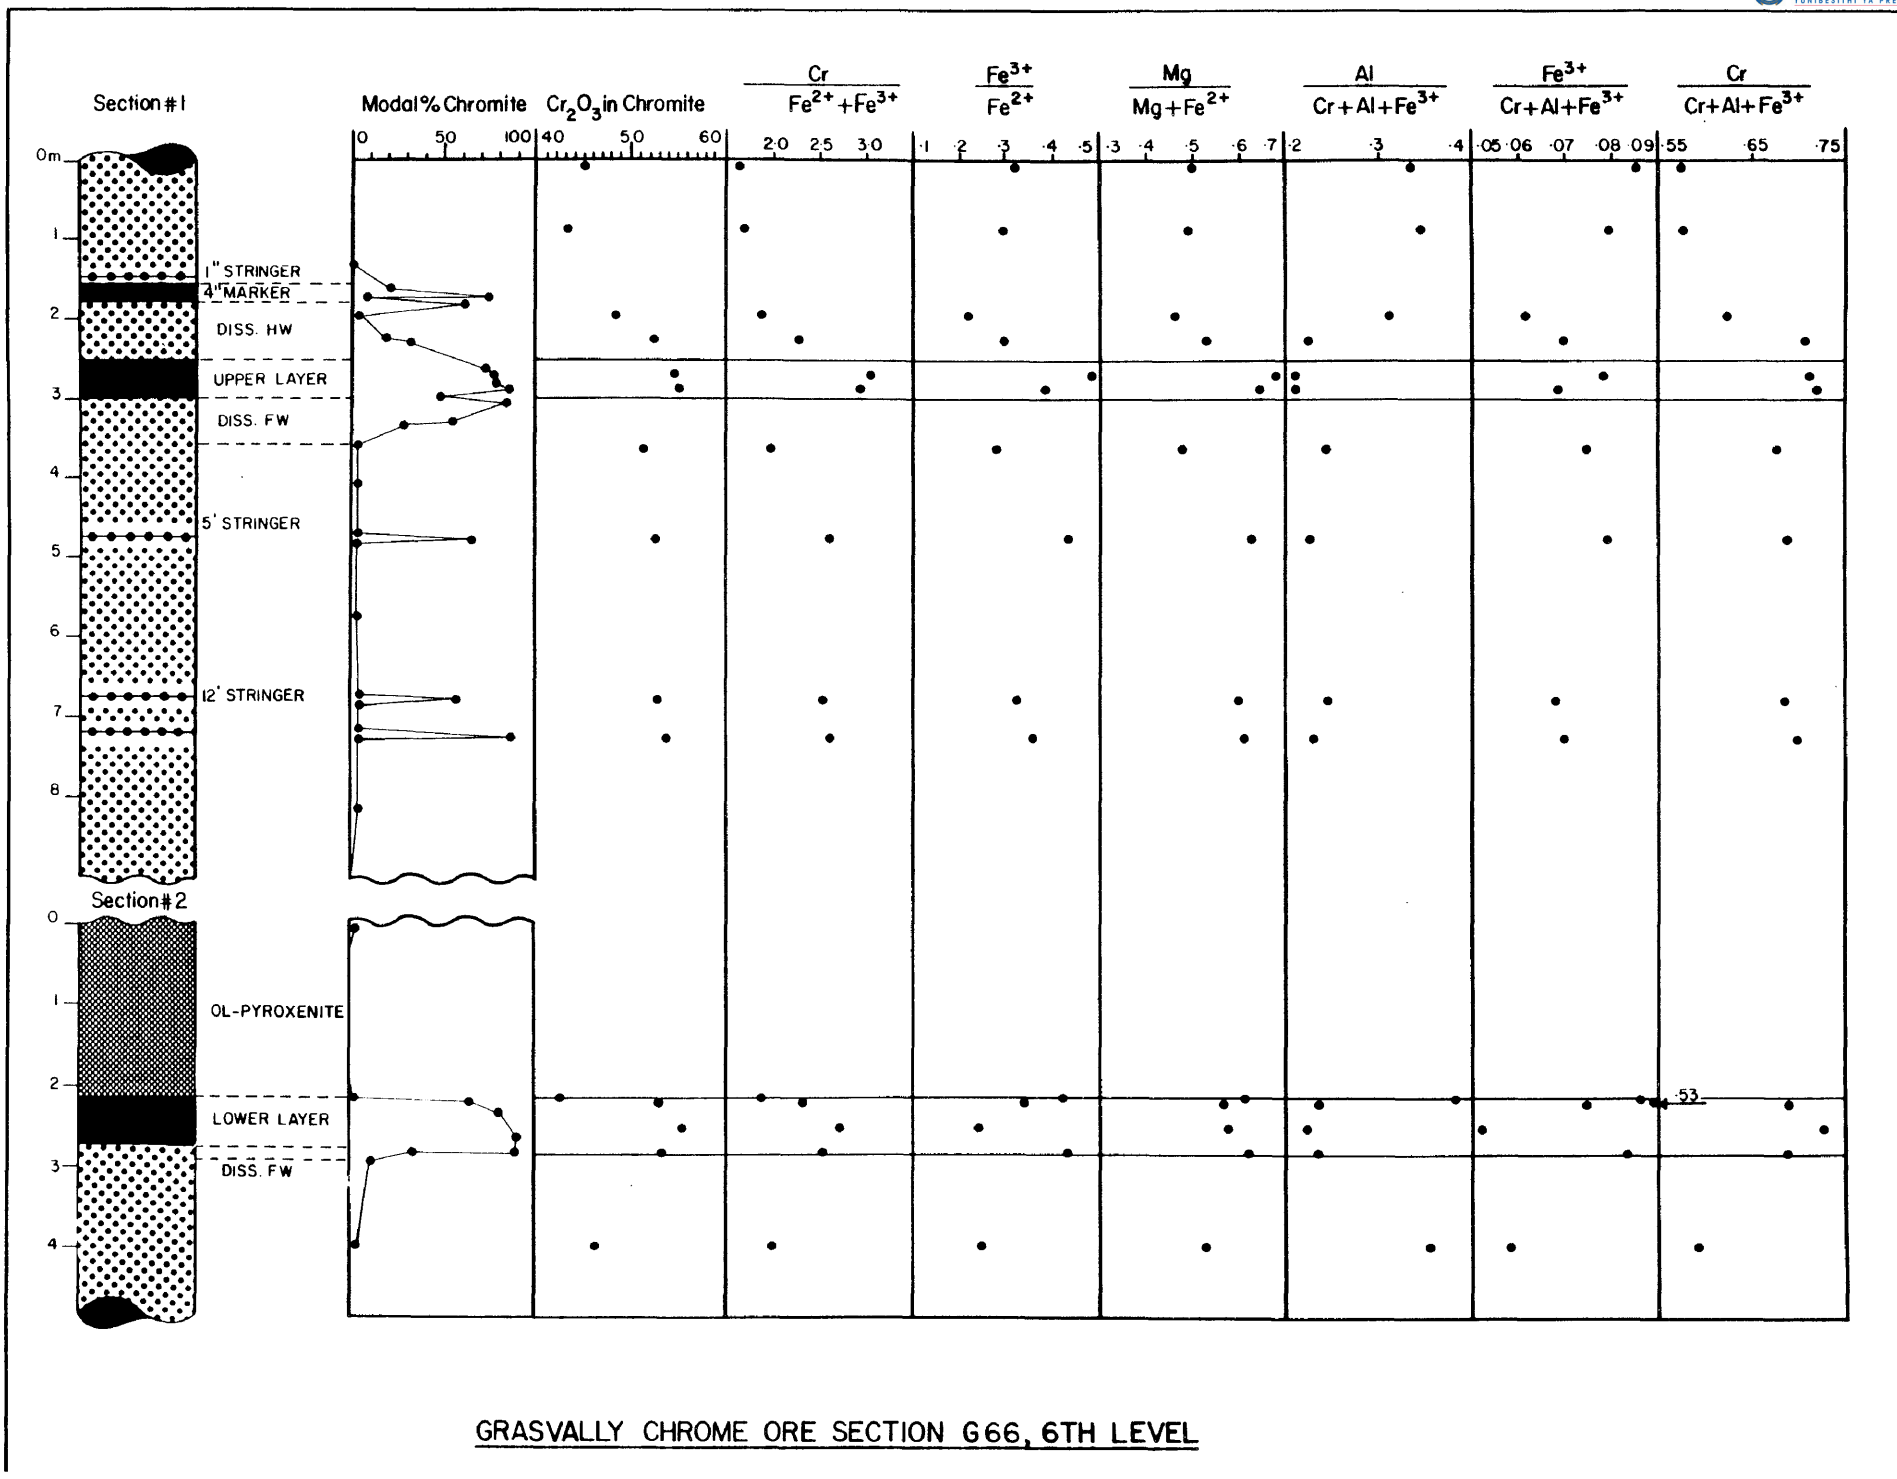 YUNIBESITHI YA PRE
Section #1
Modal % Chromite
Cr2O3 in Chromite
Cr
Fe2+ + Fe3+
Fe3+
Fe2+
Mg
Mg + Fe2+
Al
Cr + Al + Fe3+
Fe3+
Cr + Al + Fe3+
Cr
Cr + Al + Fe3+
0 50 100
40 50 60
2.0 2.5 3.0
.1 .2 .3 .4 .5
.3 .4 .5 .6 .7
.2 .3 .4
.05 .06 .07 .08 .09
.55 .65 .75
0m
1
1" STRINGER
4" MARKER
2
DISS. HW
UPPER LAYER
3
DISS. FW
4
5' STRINGER
5
6
12' STRINGER
7
8
Section #2
0
1
OL-PYROXENITE
2
.53
LOWER LAYER
3
DISS. FW
4
GRASVALLY CHROME ORE SECTION G66, 6TH LEVEL